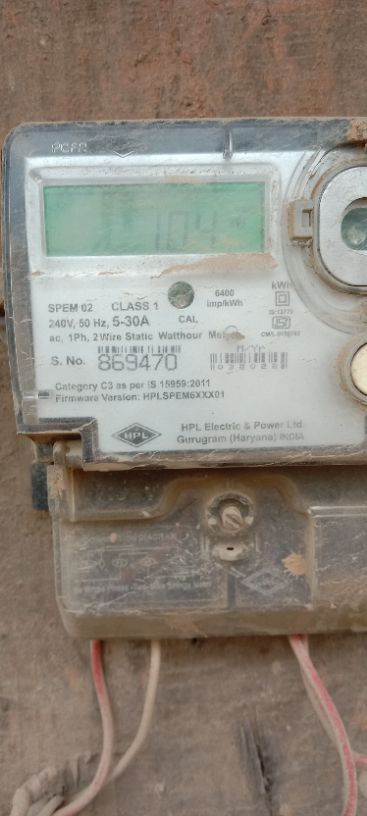 104
6400
imp/kWh
kWh
SPEM 02 CLASS 1
240V, 50 Hz, 5-30A CAL
ac, 1Ph, 2 Wire Static Watthour
S. No. 869470
M/Yr
Category C3 as per IS 15959:2011
Firmware Version: HPLSPEM6XXX01
HPL
HPL Electric & Power Ltd.
Gurugram (Haryana) INDIA